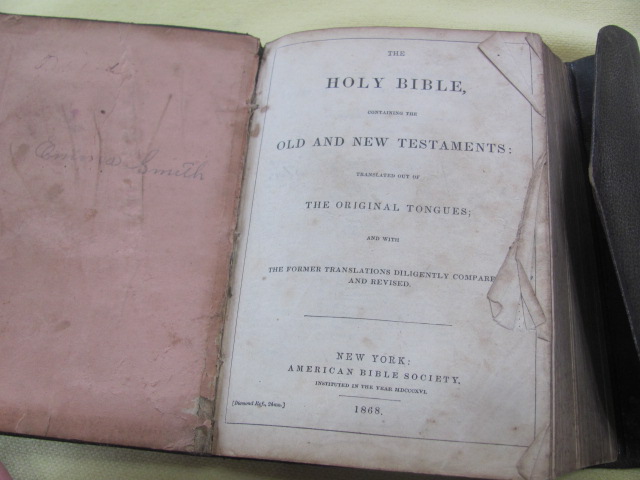 Smith
THE
HOLY BIBLE,
CONTAINING THE
OLD AND NEW TESTAMENTS:
TRANSLATED OUT OF
THE ORIGINAL TONGUES;
AND WITH
THE FORMER TRANSLATIONS DILIGENTLY COMPARE
AND REVISED.
NEW YORK:
AMERICAN BIBLE SOCIETY,
INSTITUTED IN THE YEAR MDCCCXVI.
1868.